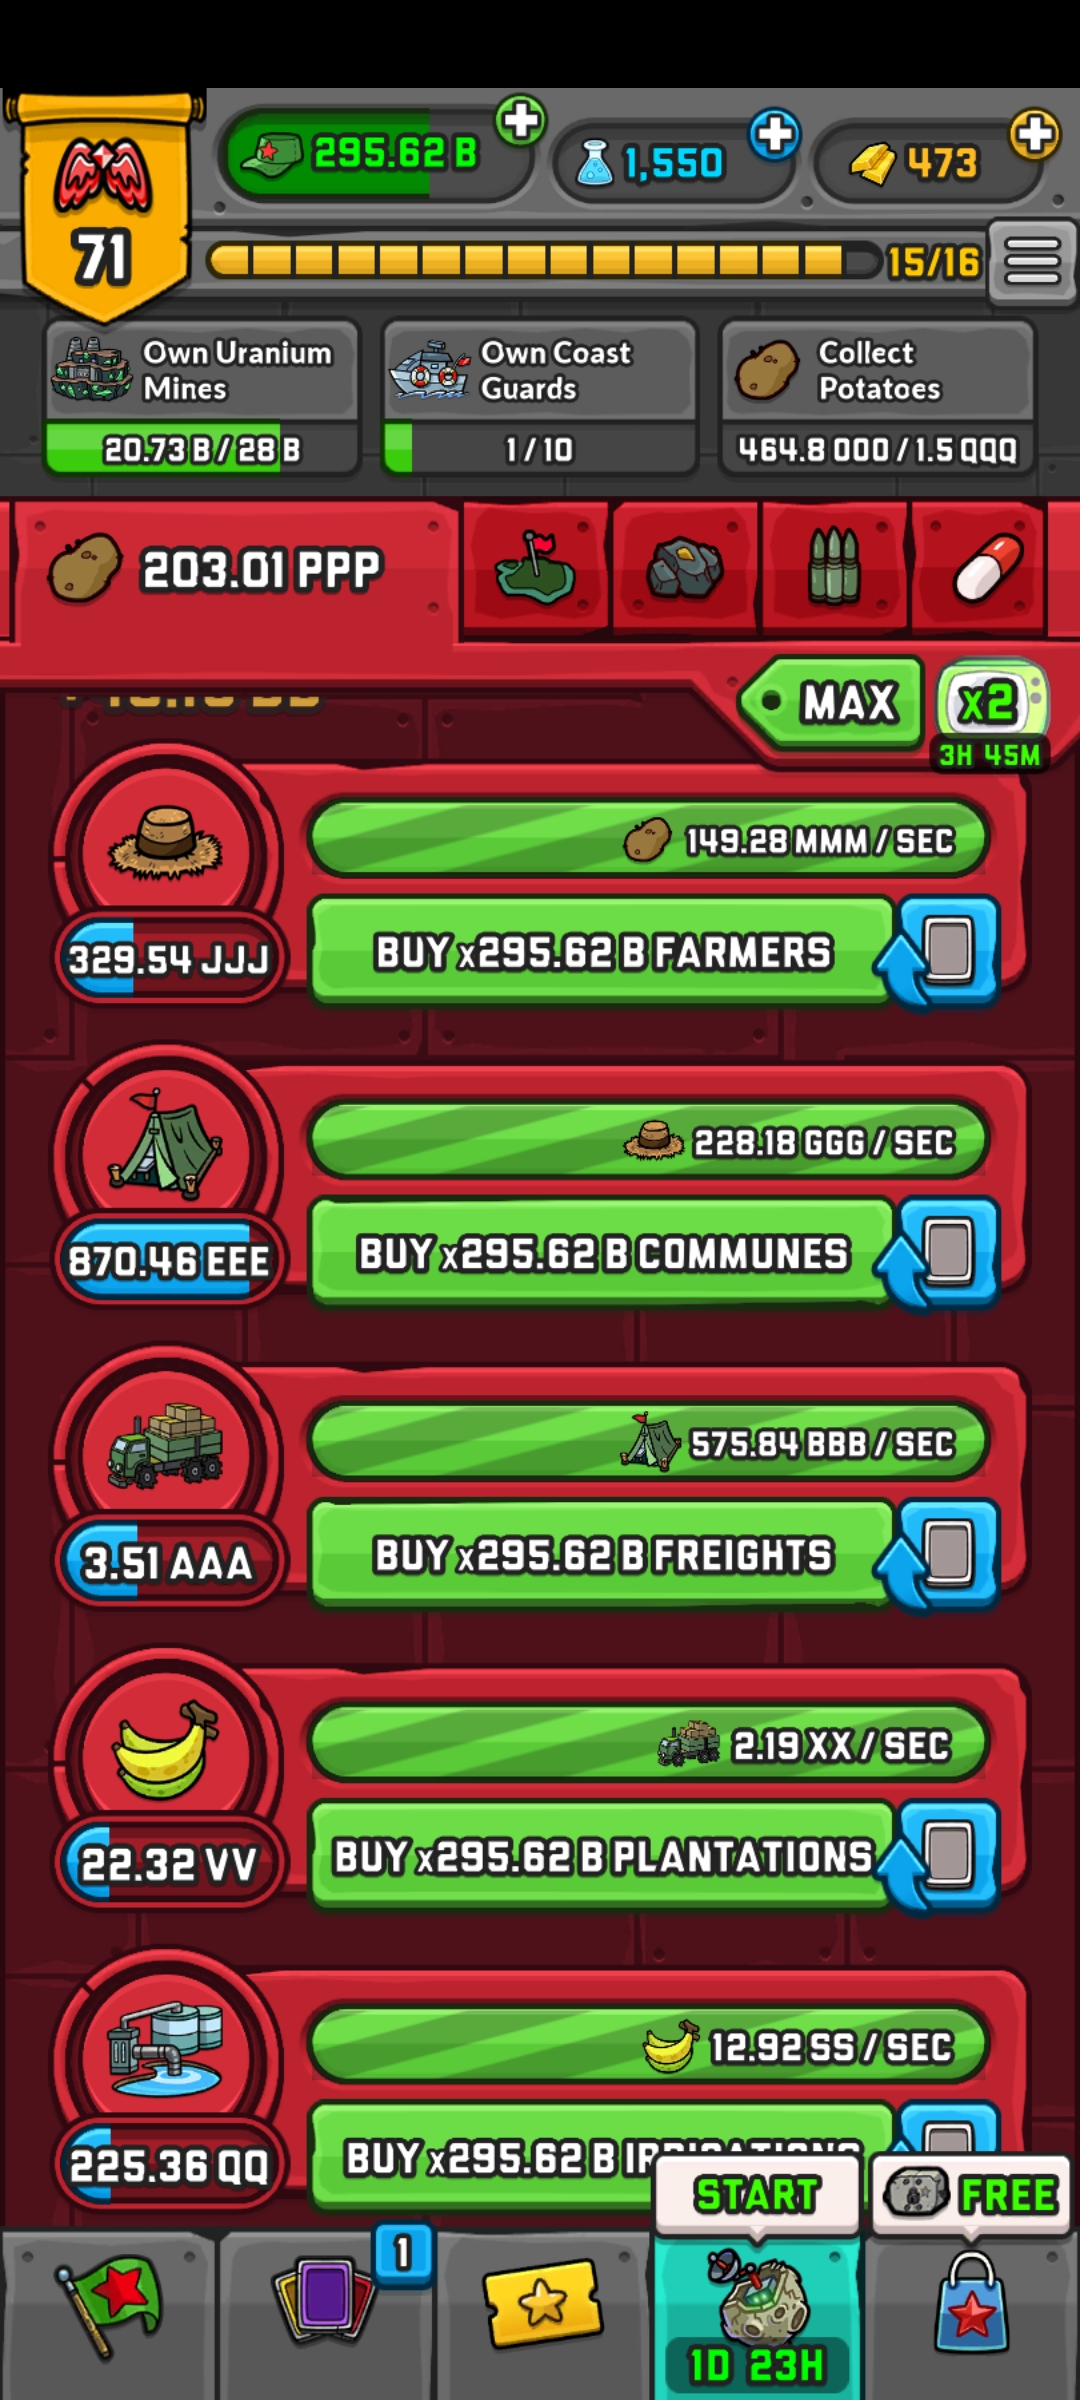 295.62 B
1,550
473
71
15/16
Own Uranium
Mines
20.73 B / 28 B
Own Coast
Guards
1 / 10
Collect
Potatoes
464.8 OOO / 1.5 QQQ
203.01 PPP
MAX
x2
3H 45M
149.28 MMM / SEC
329.54 JJJ
BUY x295.62 B FARMERS
228.18 GGG / SEC
870.46 EEE
BUY x295.62 B COMMUNES
575.84 BBB / SEC
3.51 AAA
BUY x295.62 B FREIGHTS
2.19 XX / SEC
22.32 VV
BUY x295.62 B PLANTATIONS
12.92 SS / SEC
225.36 QQ
BUY x295.62 B IRRIGATIONS
START
FREE
1
1D 23H